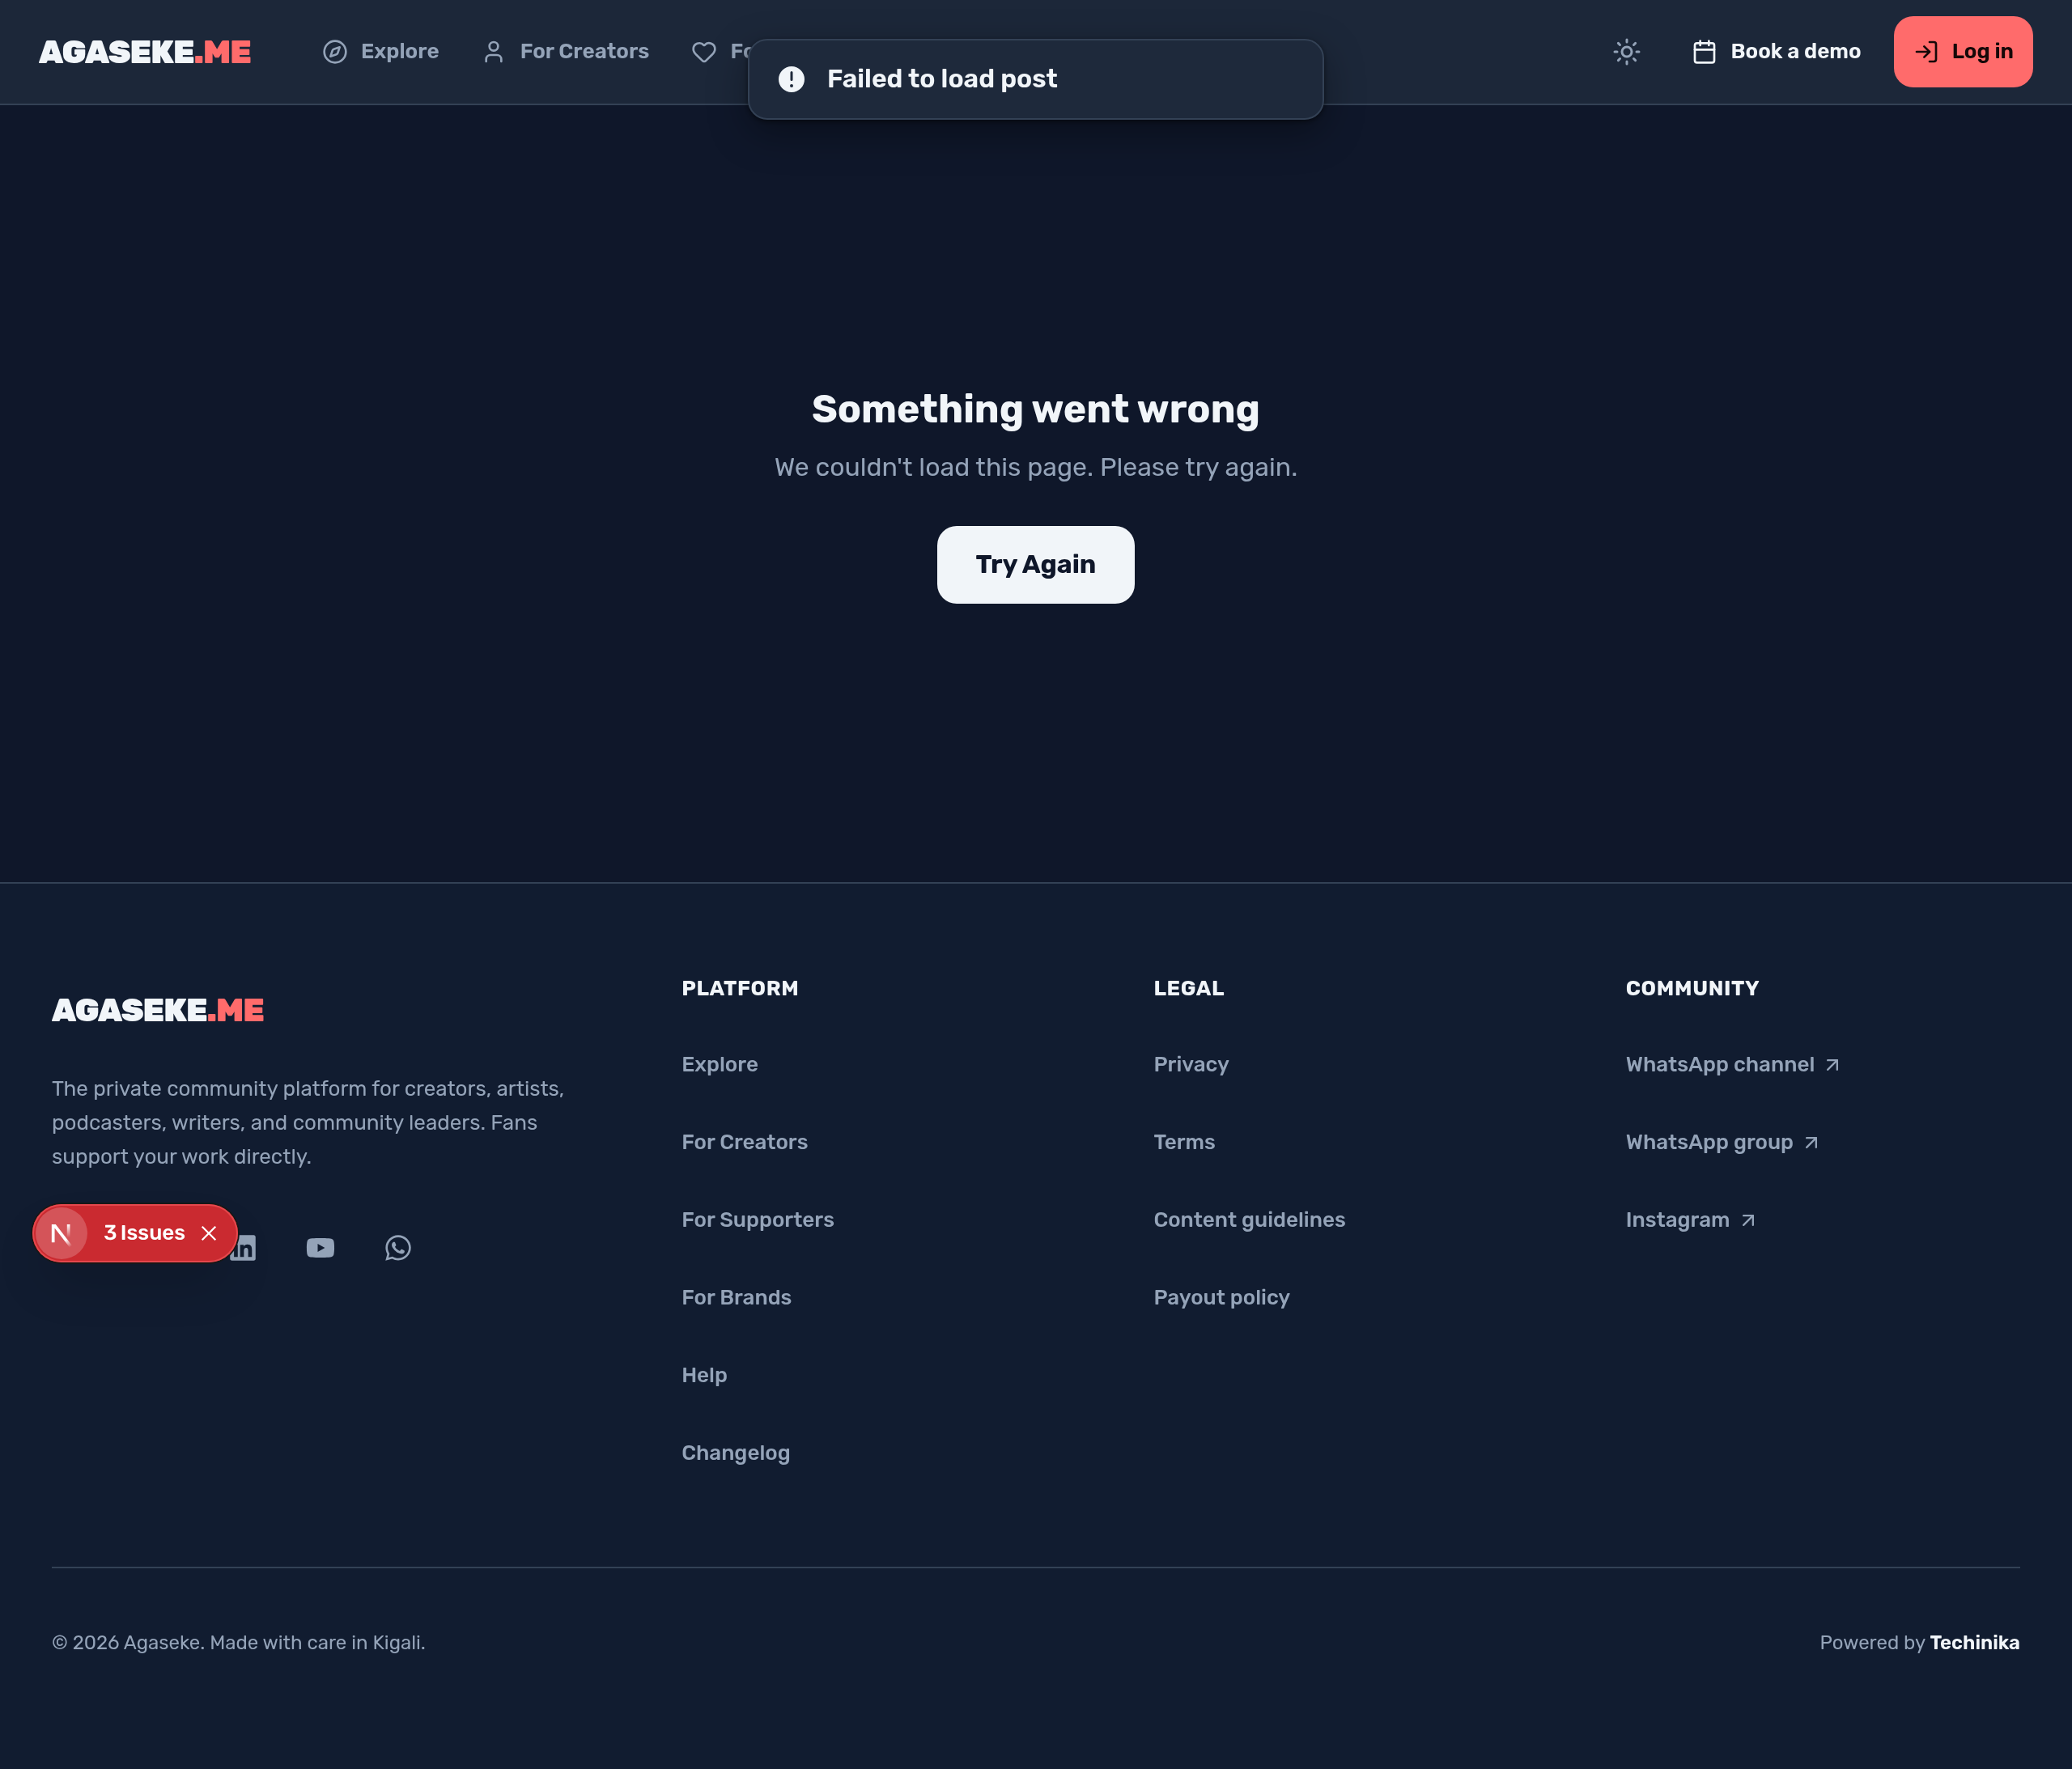 AGASEKE.ME
Explore
For Creators
Failed to load post
Book a demo
Log in
Something went wrong
We couldn't load this page. Please try again.
Try Again
AGASEKE.ME
The private community platform for creators, artists,
podcasters, writers, and community leaders. Fans
support your work directly.
3 Issues
PLATFORM
Explore
For Creators
For Supporters
For Brands
Help
Changelog
LEGAL
Privacy
Terms
Content guidelines
Payout policy
COMMUNITY
WhatsApp channel
WhatsApp group
Instagram
© 2026 Agaseke. Made with care in Kigali.
Powered by Techinika